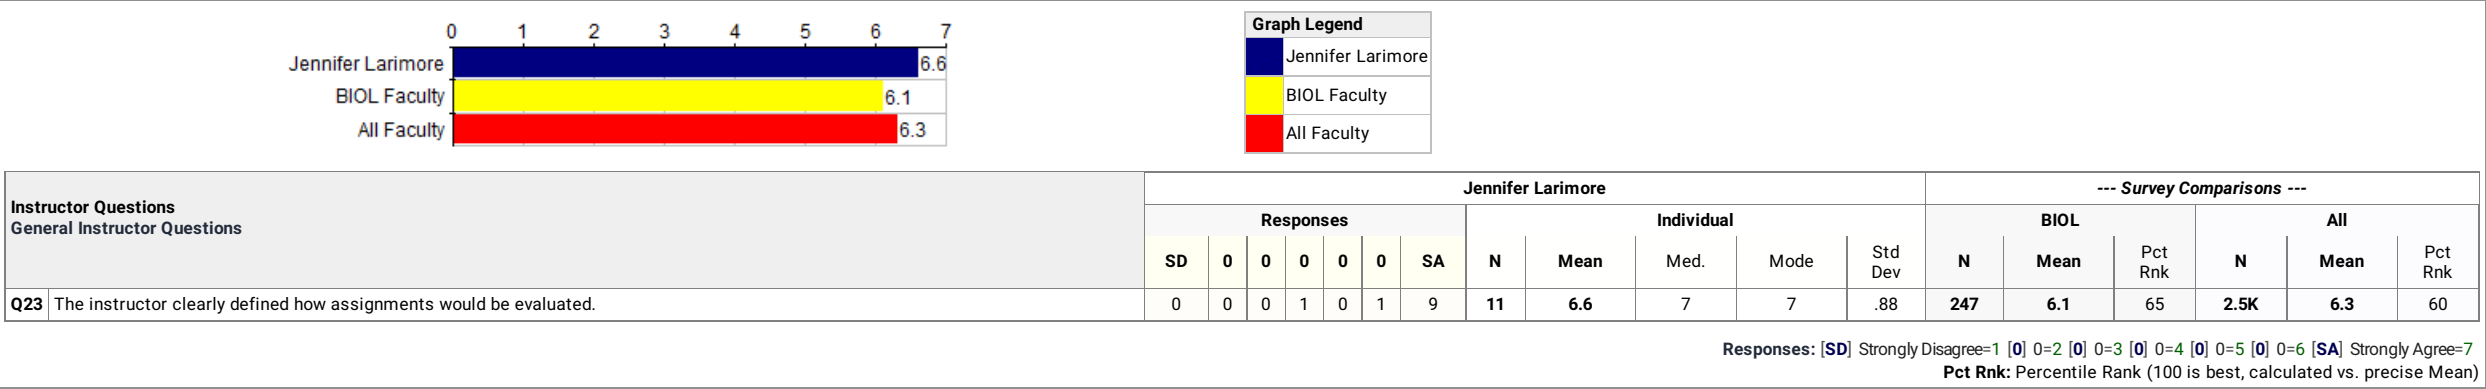 0 1 2 3 4 5 6 7
Jennifer Larimore 6.6
BIOL Faculty 6.1
All Faculty 6.3
Graph Legend
Jennifer Larimore
BIOL Faculty
All Faculty
Instructor Questions
General Instructor Questions
Jennifer Larimore --- Survey Comparisons ---
Responses Individual BIOL All
SD 0 0 0 0 0 SA N Mean Med. Mode Std Dev N Mean Pct Rnk N Mean Pct Rnk
Q23 The instructor clearly defined how assignments would be evaluated. 0 0 0 1 0 1 9 11 6.6 7 7 .88 247 6.1 65 2.5K 6.3 60
Responses: [SD] Strongly Disagree=1 [0] 0=2 [0] 0=3 [0] 0=4 [0] 0=5 [0] 0=6 [SA] Strongly Agree=7
Pct Rnk: Percentile Rank (100 is best, calculated vs. precise Mean)